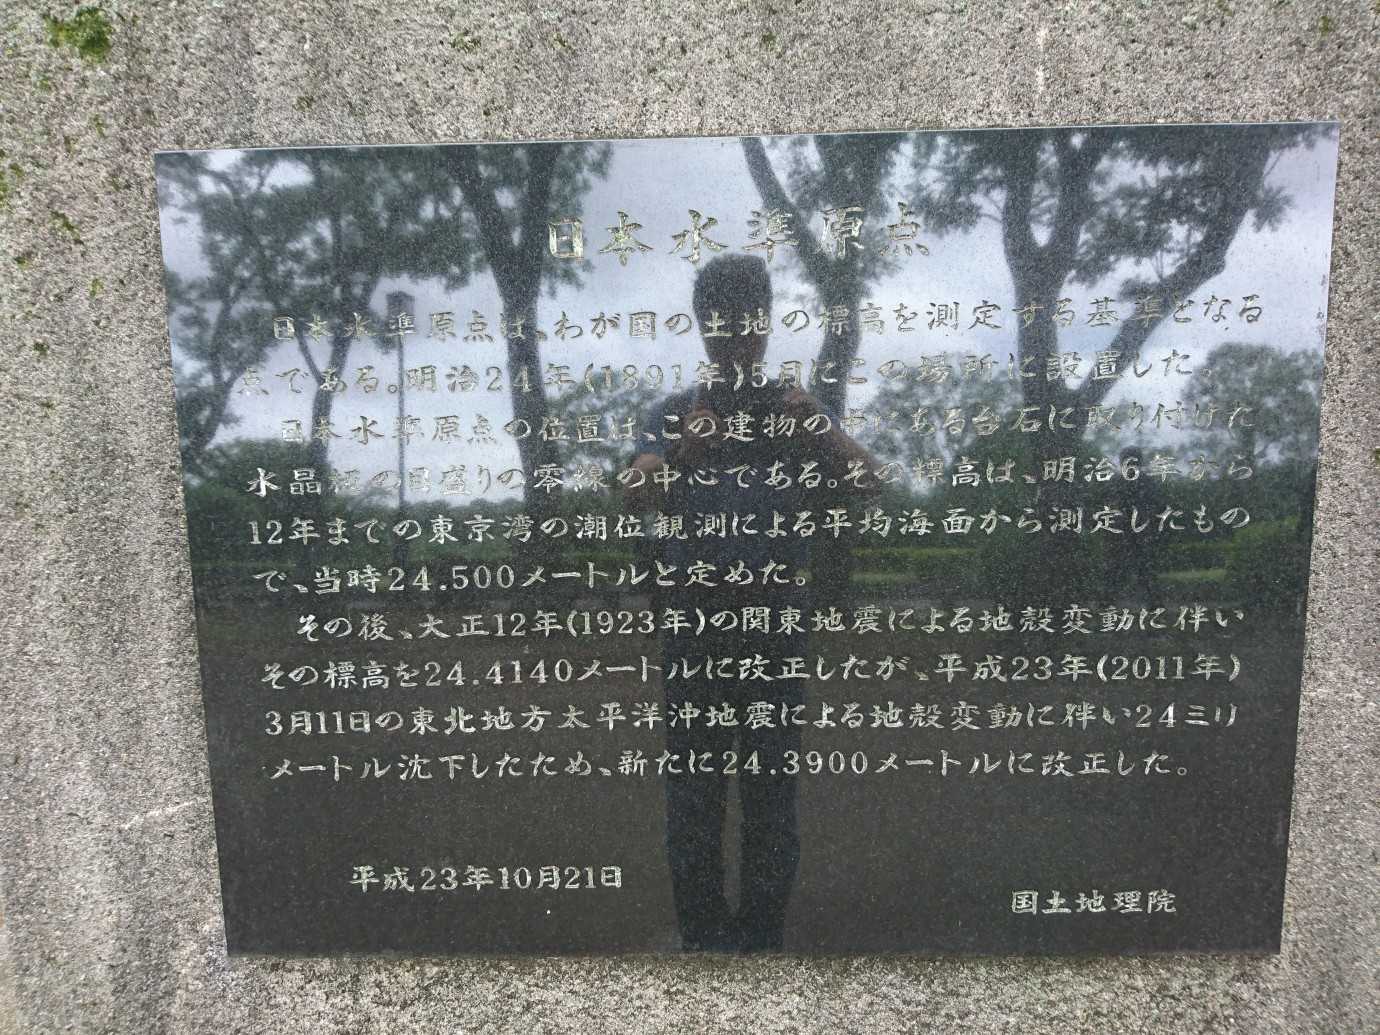 日本水準原点
日本水準原点は、わが国の土地の標高を測定する基準となる
点である。明治24年(1891年)5月にこの場所に設置した。
日本水準原点の位置は、この建物の中にある台石に取り付けた
水晶板の目盛りの零線の中心である。その標高は、明治6年から
12年までの東京湾の潮位観測による平均海面から測定したもの
で、当時24.500メートルと定めた。
その後、大正12年(1923年)の関東地震による地殻変動に伴い
その標高を24.4140メートルに改正したが、平成23年(2011年)
3月11日の東北地方太平洋沖地震による地殻変動に伴い24ミリ
メートル沈下したため、新たに24.3900メートルに改正した。
平成23年10月21日
国土地理院